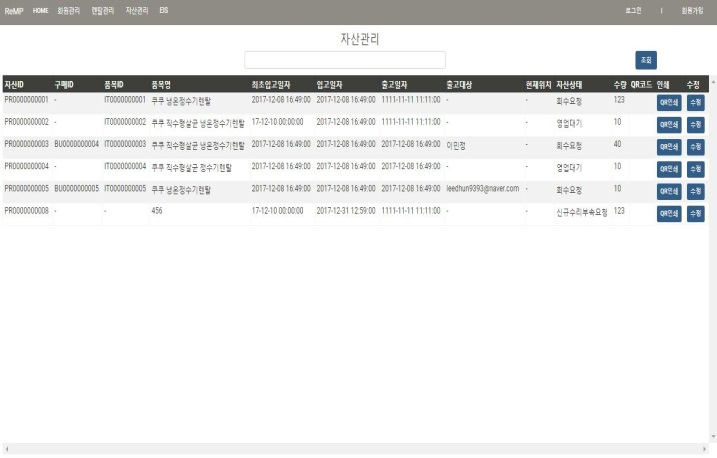 ReMP HOME 회원관리 렌탈관리 자산관리 EIS 로그인 | 회원가입
자산관리
조회
자산ID 구매ID 품목ID 품목명 최초입고일자 입고일자 출고일자 출고대상 현재위치 자산상태 수량 QR코드 인쇄 수정
PR0000000001 - IT0000000001 쿠쿠 냉온정수기렌탈 2017-12-08 16:49:00 2017-12-08 16:49:00 1111-11-11 11:11:00 - - 회수요청 123 QR인쇄 수정
PR0000000002 - IT0000000002 쿠쿠 직수형살균 냉온정수기렌탈 17-12-10 00:00:00 2017-12-08 16:49:00 1111-11-11 11:11:00 - - 영업대기 10 QR인쇄 수정
PR0000000003 BU0000000004 IT0000000003 쿠쿠 직수형살균 냉온정수기렌탈 2017-12-08 16:49:00 2017-12-08 16:49:00 2017-12-08 16:49:00 이민정 - 회수요청 40 QR인쇄 수정
PR0000000004 - IT0000000004 쿠쿠 직수형살균 정수기렌탈 2017-12-08 16:49:00 2017-12-08 16:49:00 2017-12-08 16:49:00 - - 영업대기 10 QR인쇄 수정
PR0000000005 BU0000000005 IT0000000005 쿠쿠 냉온정수기렌탈 2017-12-08 16:49:00 2017-12-08 16:49:00 2017-12-08 16:49:00 leedhun9393@naver.com - 회수요청 10 QR인쇄 수정
PR0000000008 - - 456 17-12-10 00:00:00 2017-12-31 12:59:00 1111-11-11 11:11:00 - - 신규수리부속요청 123 QR인쇄 수정